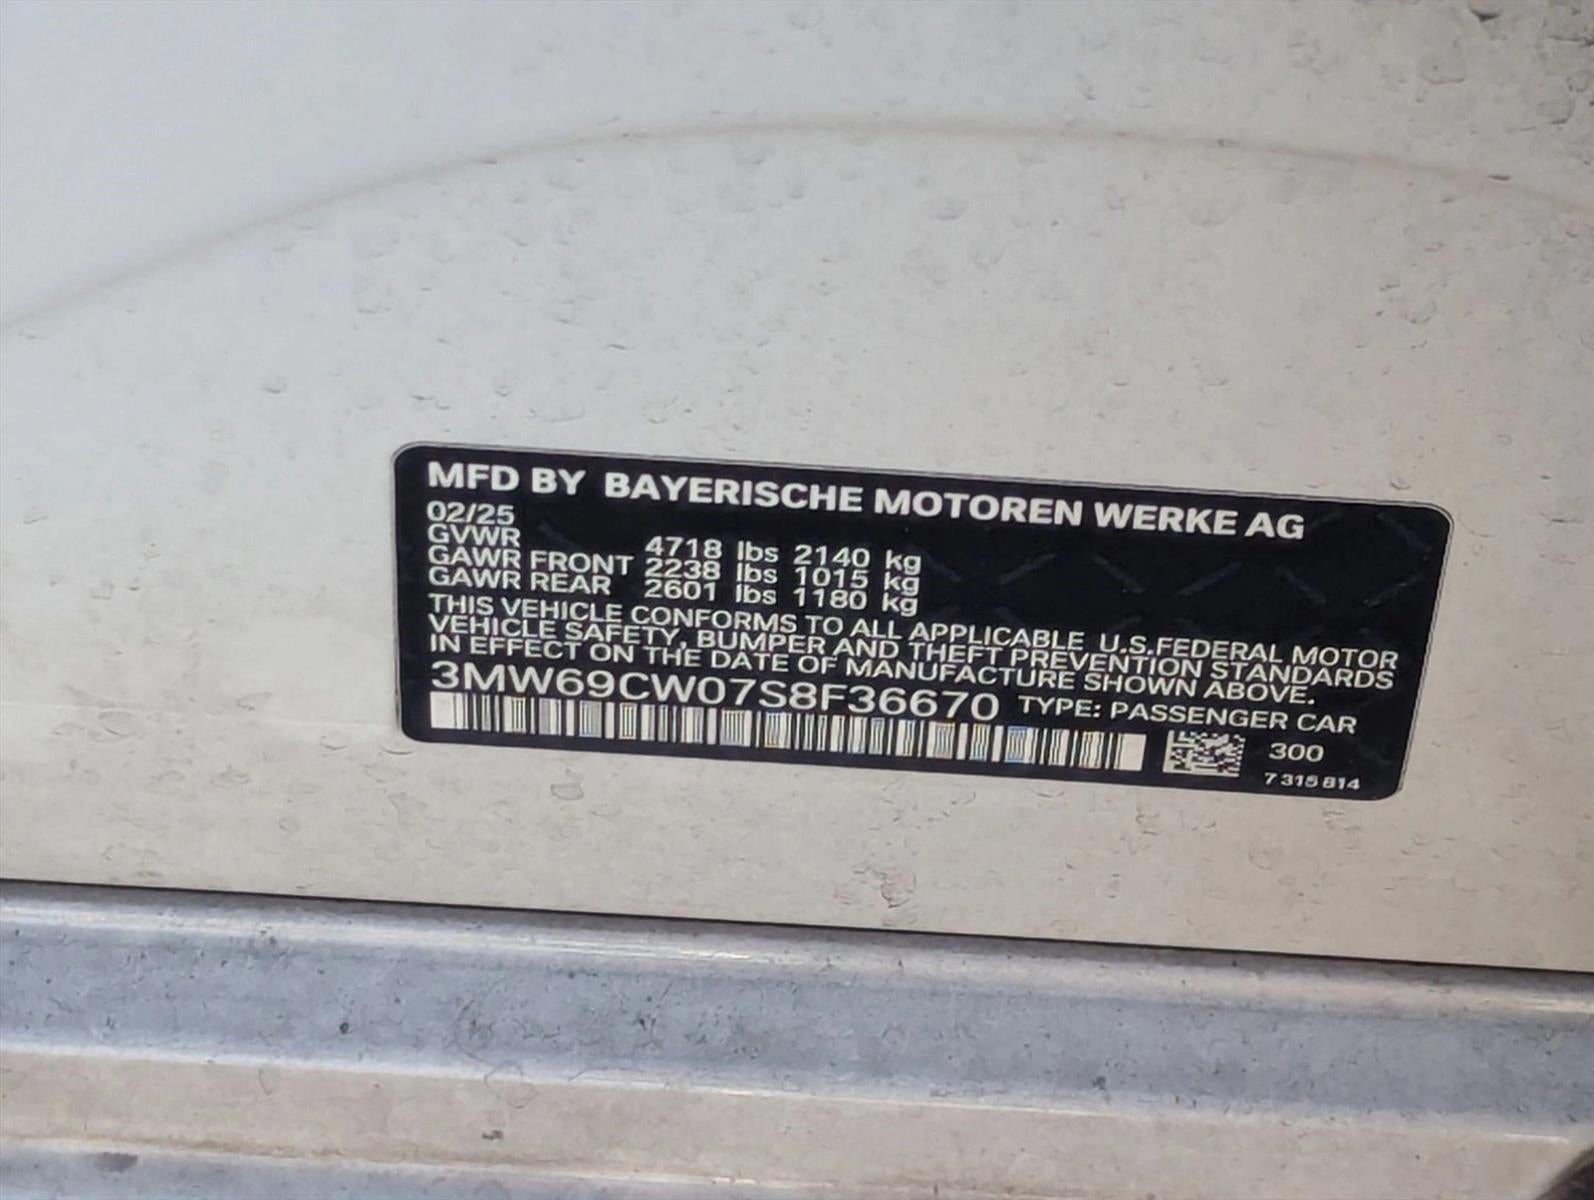 MFD BY BAYERISCHE MOTOREN WERKE AG
02/25
GVWR 4718 lbs 2140 kg
GAWR FRONT 2238 lbs 1015 kg
GAWR REAR 2601 lbs 1180 kg
THIS VEHICLE CONFORMS TO ALL APPLICABLE U.S.FEDERAL MOTOR
VEHICLE SAFETY, BUMPER AND THEFT PREVENTION STANDARDS
IN EFFECT ON THE DATE OF MANUFACTURE SHOWN ABOVE.
3MW69CW07S8F36670 TYPE: PASSENGER CAR
300
7 315 814